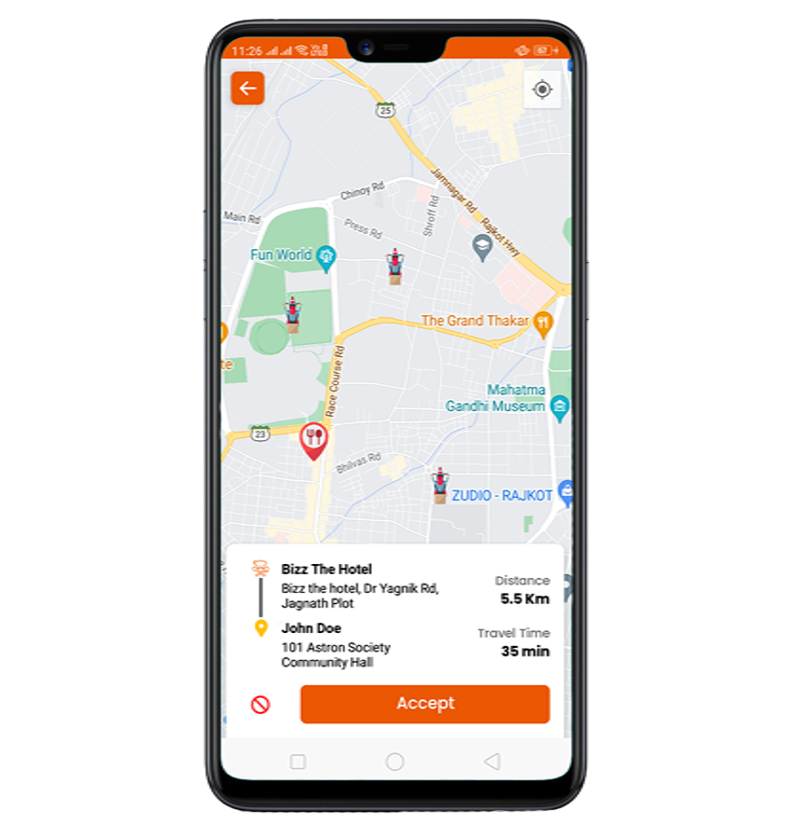 11:26
67
25
Jamnagar Rd
Chinoy Rd
Shroff Rd
Main Rd
Press Rd
Rajkot Hwy
Fun World
The Grand Thakar
te
Race Course Rd
Mahatma
Gandhi Museum
23
Bhilvas Rd
ZUDIO - RAJKOT
Bizz The Hotel
Bizz the hotel, Dr Yagnik Rd,
Jagnath Plot
Distance
5.5 Km
John Doe
101 Astron Society
Community Hall
Travel Time
35 min
Accept